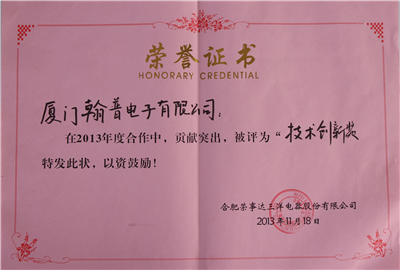 荣誉证书
HONORARY CREDENTIAL
厦门翰普电子有限公司：
在2013年度合作中，贡献突出，被评为“技术创新奖
特发此状，以资鼓励！
合肥荣事达三洋电器股份有限公司
2013年11月18日